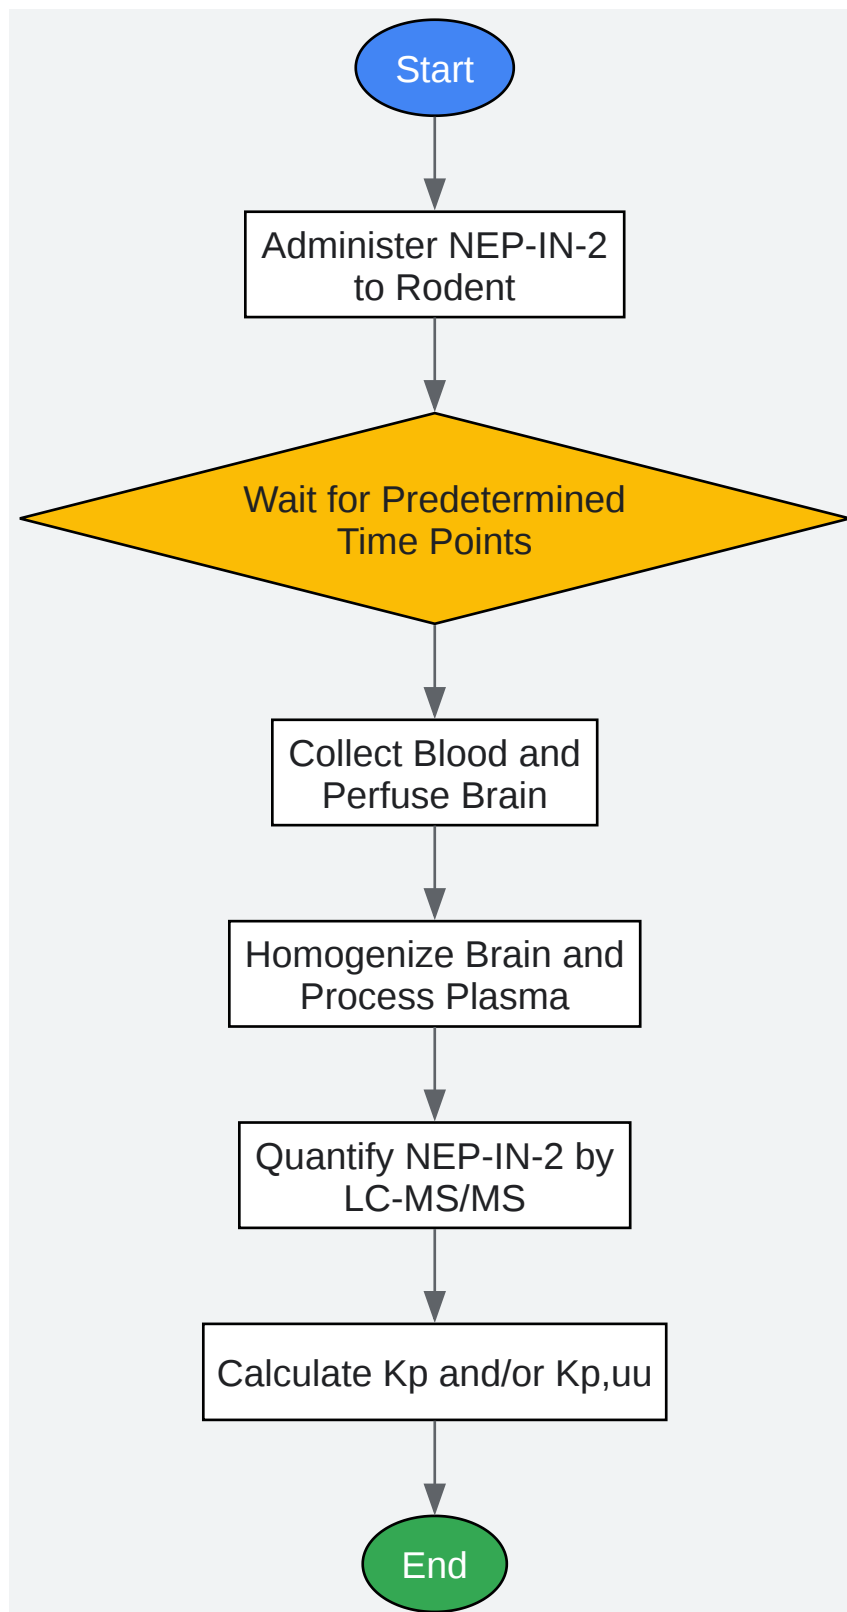 Start
Administer NEP-IN-2
to Rodent
Wait for Predetermined
Time Points
Collect Blood and
Perfuse Brain
Homogenize Brain and
Process Plasma
Quantify NEP-IN-2 by
LC-MS/MS
Calculate Kp and/or Kp,uu
End